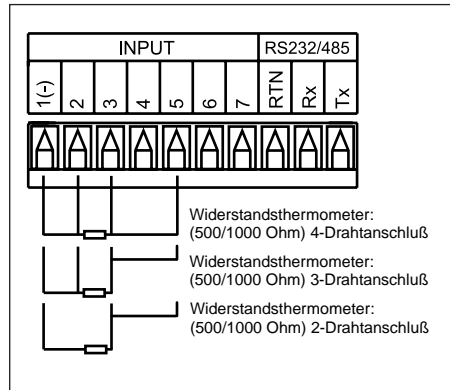 INPUT RS232/485
1(-) 2 3 4 5 6 7 RTN Rx Tx
Widerstandsthermometer:
(500/1000 Ohm) 4-Drahtanschluß
Widerstandsthermometer:
(500/1000 Ohm) 3-Drahtanschluß
Widerstandsthermometer:
(500/1000 Ohm) 2-Drahtanschluß